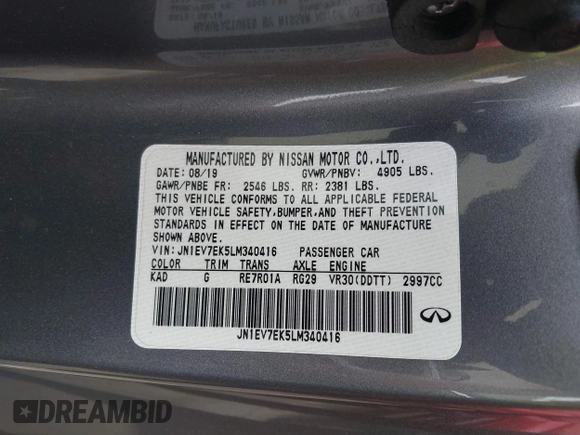 MANUFACTURED BY NISSAN MOTOR CO.,LTD.
DATE: 08/19 GVWR/PNBV: 4905 LBS.
GAWR/PNBE FR: 2546 LBS. RR: 2381 LBS.
THIS VEHICLE CONFORMS TO ALL APPLICABLE FEDERAL
MOTOR VEHICLE SAFETY,BUMPER,AND THEFT PREVENTION
STANDARDS IN EFFECT ON THE DATE OF MANUFACTURE
SHOWN ABOVE.
VIN: JN1EV7EK5LM340416 PASSENGER CAR
COLOR TRIM TRANS AXLE ENGINE
KAD G RE7R01A RG29 VR30(DDTT) 2997CC
JN1EV7EK5LM340416
DREAMBID